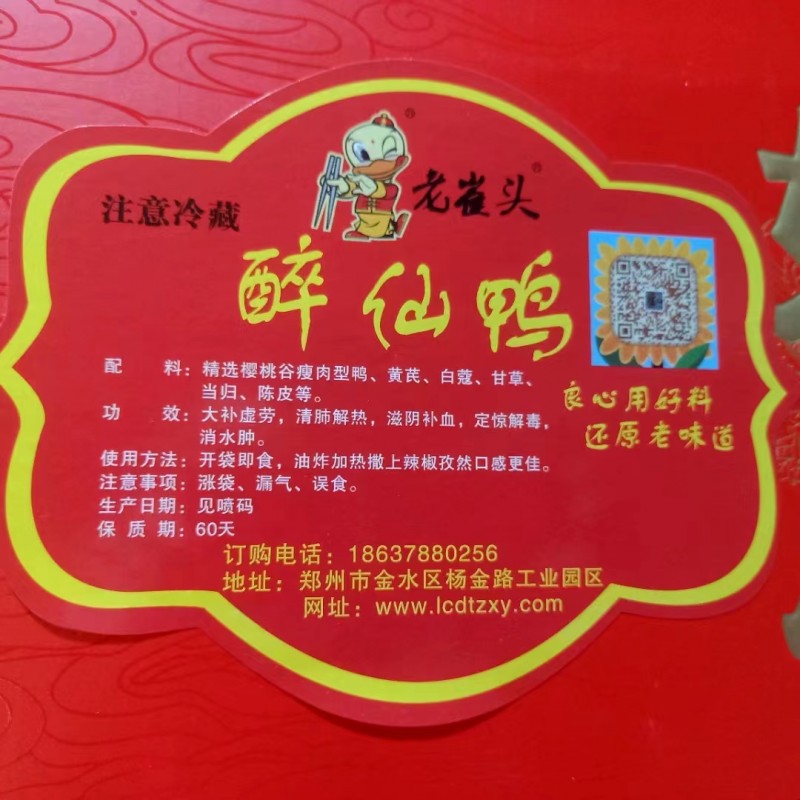 老雀头
注意冷藏
醉仙鸭
配 料：精选樱桃谷瘦肉型鸭、黄芪、白蔻、甘草、
当归、陈皮等。
功 效：大补虚劳，清肺解热，滋阴补血，定惊解毒，
消水肿。
使用方法：开袋即食，油炸加热撒上辣椒孜然口感更佳。
注意事项：涨袋、漏气、误食。
生产日期：见喷码
保 质 期：60天
良心用好料
还原老味道
订购电话：18637880256
地址：郑州市金水区杨金路工业园区
网址：www.lcdtzxy.com